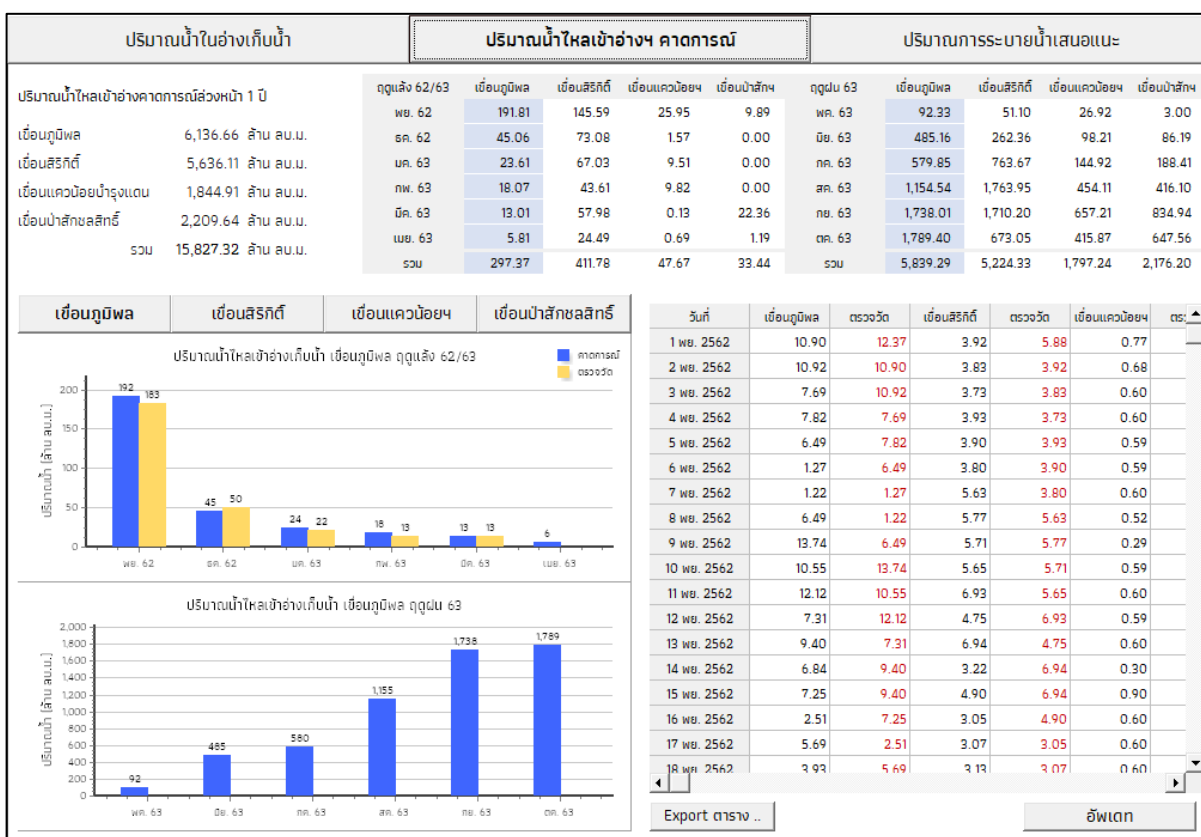 ปริมาณน้ำในอ่างเก็บน้ำ ปริมาณน้ำไหลเข้าอ่างฯ คาดการณ์ ปริมาณการระบายน้ำเสนอแนะ
ปริมาณน้ำไหลเข้าอ่างคาดการณ์ล่วงหน้า 1 ปี
เขื่อนภูมิพล 6,136.66 ล้าน ลบ.ม.
เขื่อนสิริกิติ์ 5,636.11 ล้าน ลบ.ม.
เขื่อนแควน้อยบำรุงแดน 1,844.91 ล้าน ลบ.ม.
เขื่อนป่าสักชลสิทธิ์ 2,209.64 ล้าน ลบ.ม.
รวม 15,827.32 ล้าน ลบ.ม.
ฤดูแล้ง 62/63 เขื่อนภูมิพล เขื่อนสิริกิติ์ เขื่อนแควน้อยฯ เขื่อนป่าสักฯ ฤดูฝน 63 เขื่อนภูมิพล เขื่อนสิริกิติ์ เขื่อนแควน้อยฯ เขื่อนป่าสักฯ
พย. 62 191.81 145.59 25.95 9.89 พค. 63 92.33 51.10 26.92 3.00
ธค. 62 45.06 73.08 1.57 0.00 มิย. 63 485.16 262.36 98.21 86.19
มค. 63 23.61 67.03 9.51 0.00 กค. 63 579.85 763.67 144.92 188.41
กพ. 63 18.07 43.61 9.82 0.00 สค. 63 1,154.54 1,763.95 454.11 416.10
มีค. 63 13.01 57.98 0.13 22.36 กย. 63 1,738.01 1,710.20 657.21 834.94
เมย. 63 5.81 24.49 0.69 1.19 ตค. 63 1,789.40 673.05 415.87 647.56
รวม 297.37 411.78 47.67 33.44 รวม 5,839.29 5,224.33 1,797.24 2,176.20
เขื่อนภูมิพล เขื่อนสิริกิติ์ เขื่อนแควน้อยฯ เขื่อนป่าสักชลสิทธิ์
ปริมาณน้ำไหลเข้าอ่างเก็บน้ำ เขื่อนภูมิพล ฤดูแล้ง 62/63
คาดการณ์
ตรวจวัด
ปริมาณน้ำ (ล้าน ลบ.ม.)
200
150
100
50
0
192 183 45 50 24 22 18 13 13 13 6
พย. 62 ธค. 62 มค. 63 กพ. 63 มีค. 63 เมย. 63
ปริมาณน้ำไหลเข้าอ่างเก็บน้ำ เขื่อนภูมิพล ฤดูฝน 63
ปริมาณน้ำ (ล้าน ลบ.ม.)
2,000
1,800
1,600
1,400
1,200
1,000
800
600
400
200
0
92 485 580 1,155 1,738 1,789
พค. 63 มิย. 63 กค. 63 สค. 63 กย. 63 ตค. 63
วันที่ เขื่อนภูมิพล ตรวจวัด เขื่อนสิริกิติ์ ตรวจวัด เขื่อนแควน้อยฯ ตร:
1 พย. 2562 10.90 12.37 3.92 5.88 0.77
2 พย. 2562 10.92 10.90 3.83 3.92 0.68
3 พย. 2562 7.69 10.92 3.73 3.83 0.60
4 พย. 2562 7.82 7.69 3.93 3.73 0.60
5 พย. 2562 6.49 7.82 3.90 3.93 0.59
6 พย. 2562 1.27 6.49 3.80 3.90 0.59
7 พย. 2562 1.22 1.27 5.63 3.80 0.60
8 พย. 2562 6.49 1.22 5.77 5.63 0.52
9 พย. 2562 13.74 6.49 5.71 5.77 0.29
10 พย. 2562 10.55 13.74 5.65 5.71 0.59
11 พย. 2562 12.12 10.55 6.93 5.65 0.60
12 พย. 2562 7.31 12.12 4.75 6.93 0.59
13 พย. 2562 9.40 7.31 6.94 4.75 0.60
14 พย. 2562 6.84 9.40 3.22 6.94 0.30
15 พย. 2562 7.25 9.40 4.90 6.94 0.90
16 พย. 2562 2.51 7.25 3.05 4.90 0.60
17 พย. 2562 5.69 2.51 3.07 3.05 0.60
18 พย. 2562 3.93 5.69 3.13 3.07 0.60
Export ตาราง .. อัพเดท